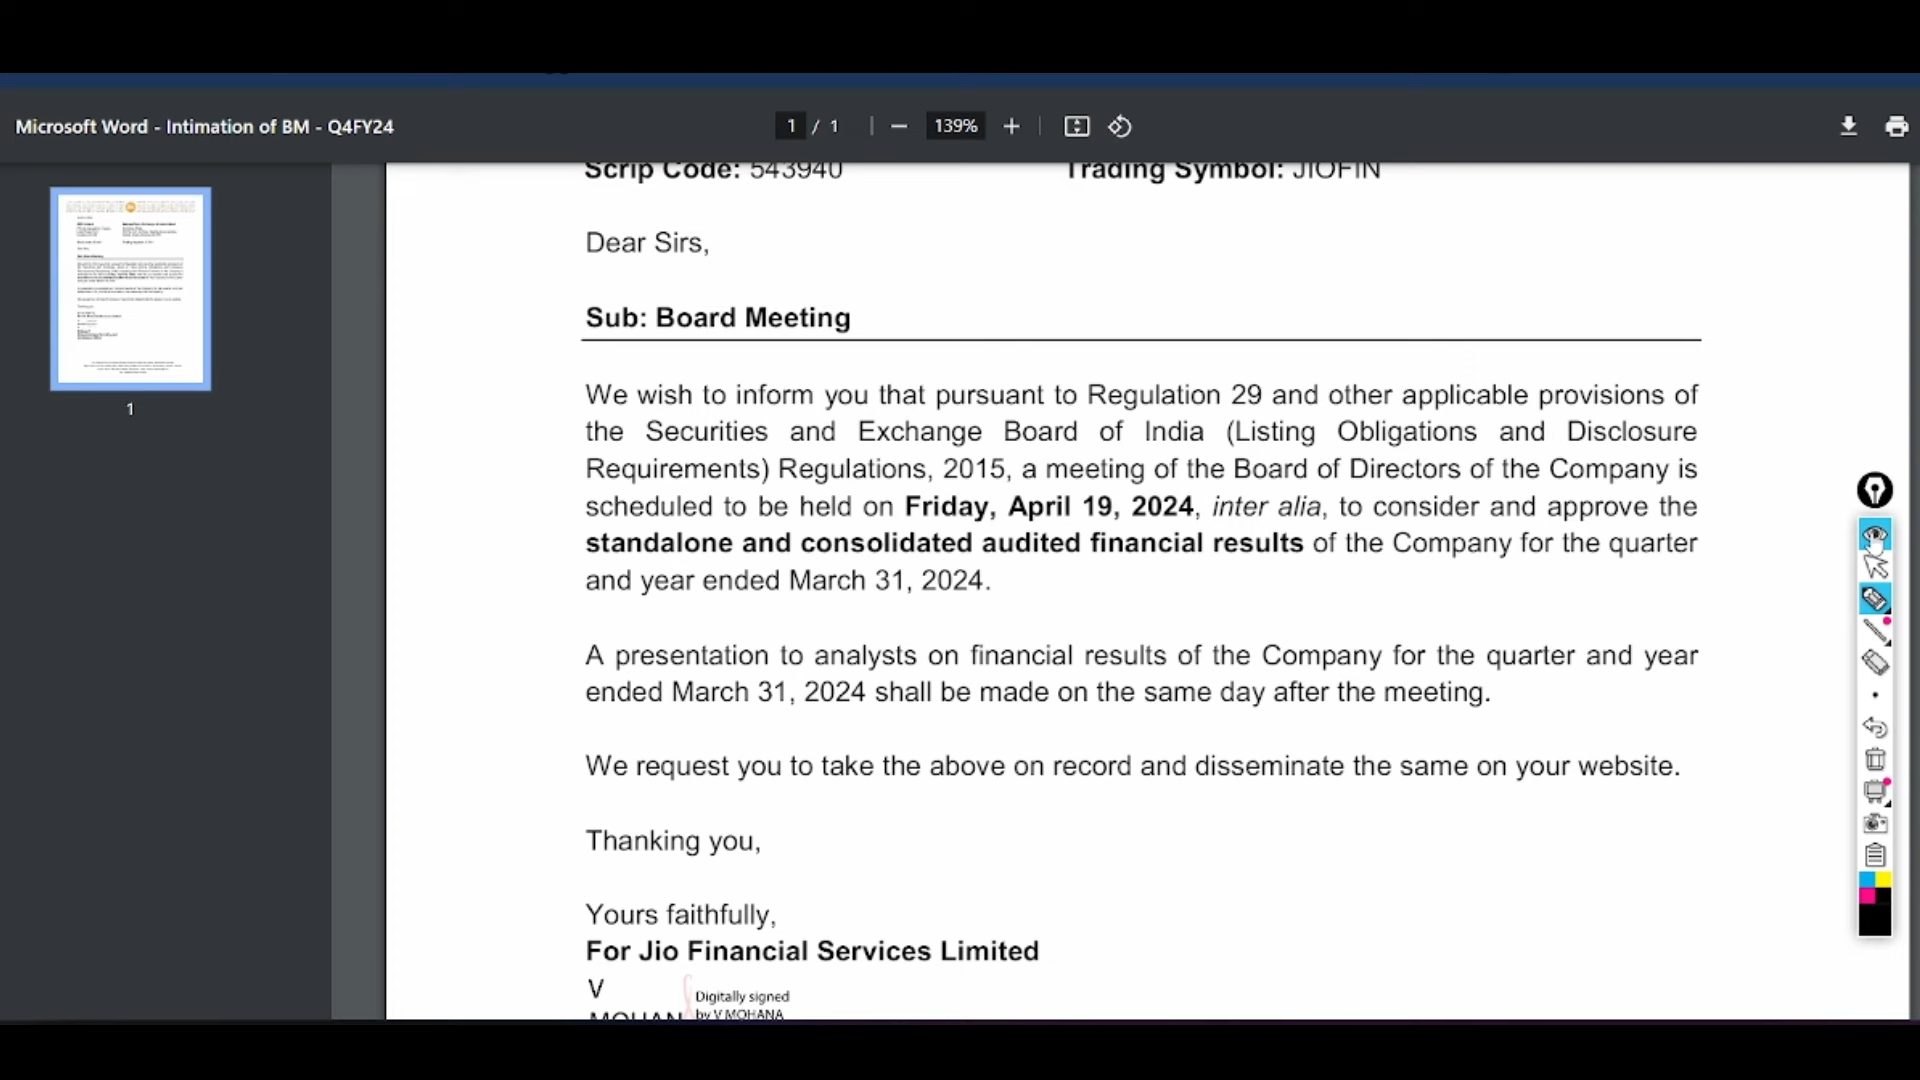 Microsoft Word - Intimation of BM - Q4FY24
1 / 1
139%
Scrip Code: 543940 Trading Symbol: JIOFIN
Dear Sirs,
Sub: Board Meeting
We wish to inform you that pursuant to Regulation 29 and other applicable provisions of
the Securities and Exchange Board of India (Listing Obligations and Disclosure
Requirements) Regulations, 2015, a meeting of the Board of Directors of the Company is
scheduled to be held on Friday, April 19, 2024, inter alia, to consider and approve the
standalone and consolidated audited financial results of the Company for the quarter
and year ended March 31, 2024.
A presentation to analysts on financial results of the Company for the quarter and year
ended March 31, 2024 shall be made on the same day after the meeting.
We request you to take the above on record and disseminate the same on your website.
Thanking you,
Yours faithfully,
For Jio Financial Services Limited
V
MOHAN
Digitally signed
by V MOHANA
1